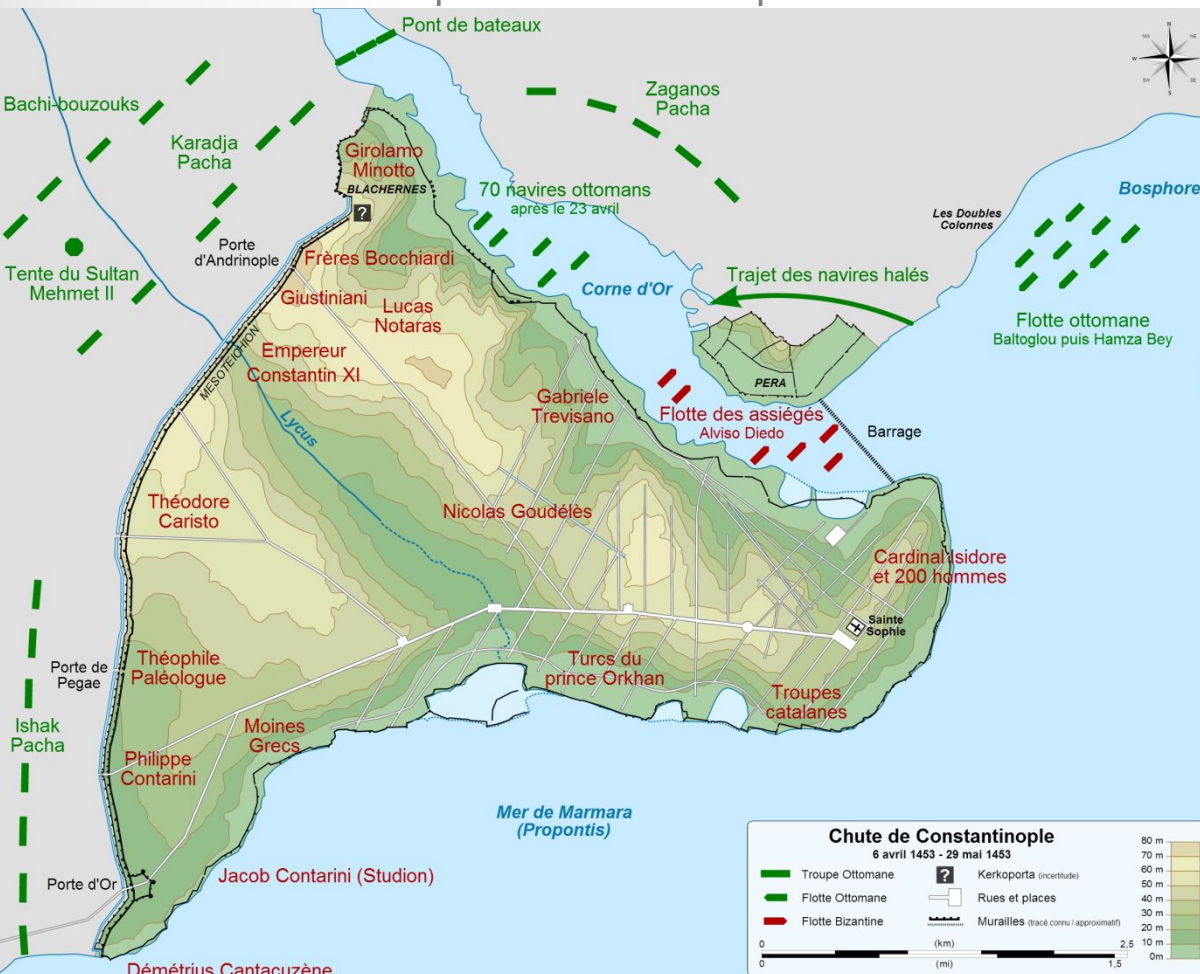 Pont de bateaux
N
NW
NE
W
E
SW
SE
S
Bachi-bouzouks
Zaganos
Pacha
Karadja
Pacha
Girolamo
Minotto
BLACHERNES
?
70 navires ottomans
après le 23 avril
Bosphore
Les Doubles
Colonnes
Porte
d'Andrinople
Tente du Sultan
Mehmet II
Frères Bocchiardi
Trajet des navires halés
Corne d'Or
Giustiniani
Lucas
Notaras
Flotte ottomane
Baltoglou puis Hamza Bey
MESOTEICHION
Empereur
Constantin XI
PERA
Gabriele
Trevisano
Flotte des assiégés
Alviso Diedo
Barrage
Lycus
Théodore
Caristo
Nicolas Goudélès
Cardinal Isidore
et 200 hommes
Sainte
Sophie
Porte de
Pegae
Théophile
Paléologue
Turcs du
prince Orkhan
Troupes
catalanes
Ishak
Pacha
Moines
Grecs
Philippe
Contarini
Mer de Marmara
(Propontis)
Porte d'Or
Jacob Contarini (Studion)
Démétrius Cantacuzène
Chute de Constantinople
6 avril 1453 - 29 mai 1453
Troupe Ottomane
? Kerkoporta (incertitude)
Flotte Ottomane
Rues et places
Flotte Bizantine
Murailles (tracé connu / approximatif)
0 (km) 2,5
0 (mi) 1,5
80 m
70 m
60 m
50 m
40 m
30 m
20 m
10 m
0m